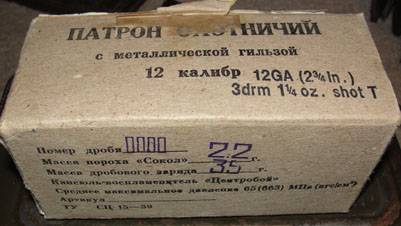 ПАТРОН ОХОТНИЧИЙ
с металлической гильзой
12 калибр 12GA (2¾ In.)
3drm 1¼ oz. shot T
Номер дроби 0000
Масса пороха «Сокол» 2.2 г.
Масса дробового заряда 35 г.
Капсюль-воспламенитель «Центробой»
Среднее максимальное давление 65(663) МПа (кгс/см²)
Артикул
ТУ СЦ 15—59